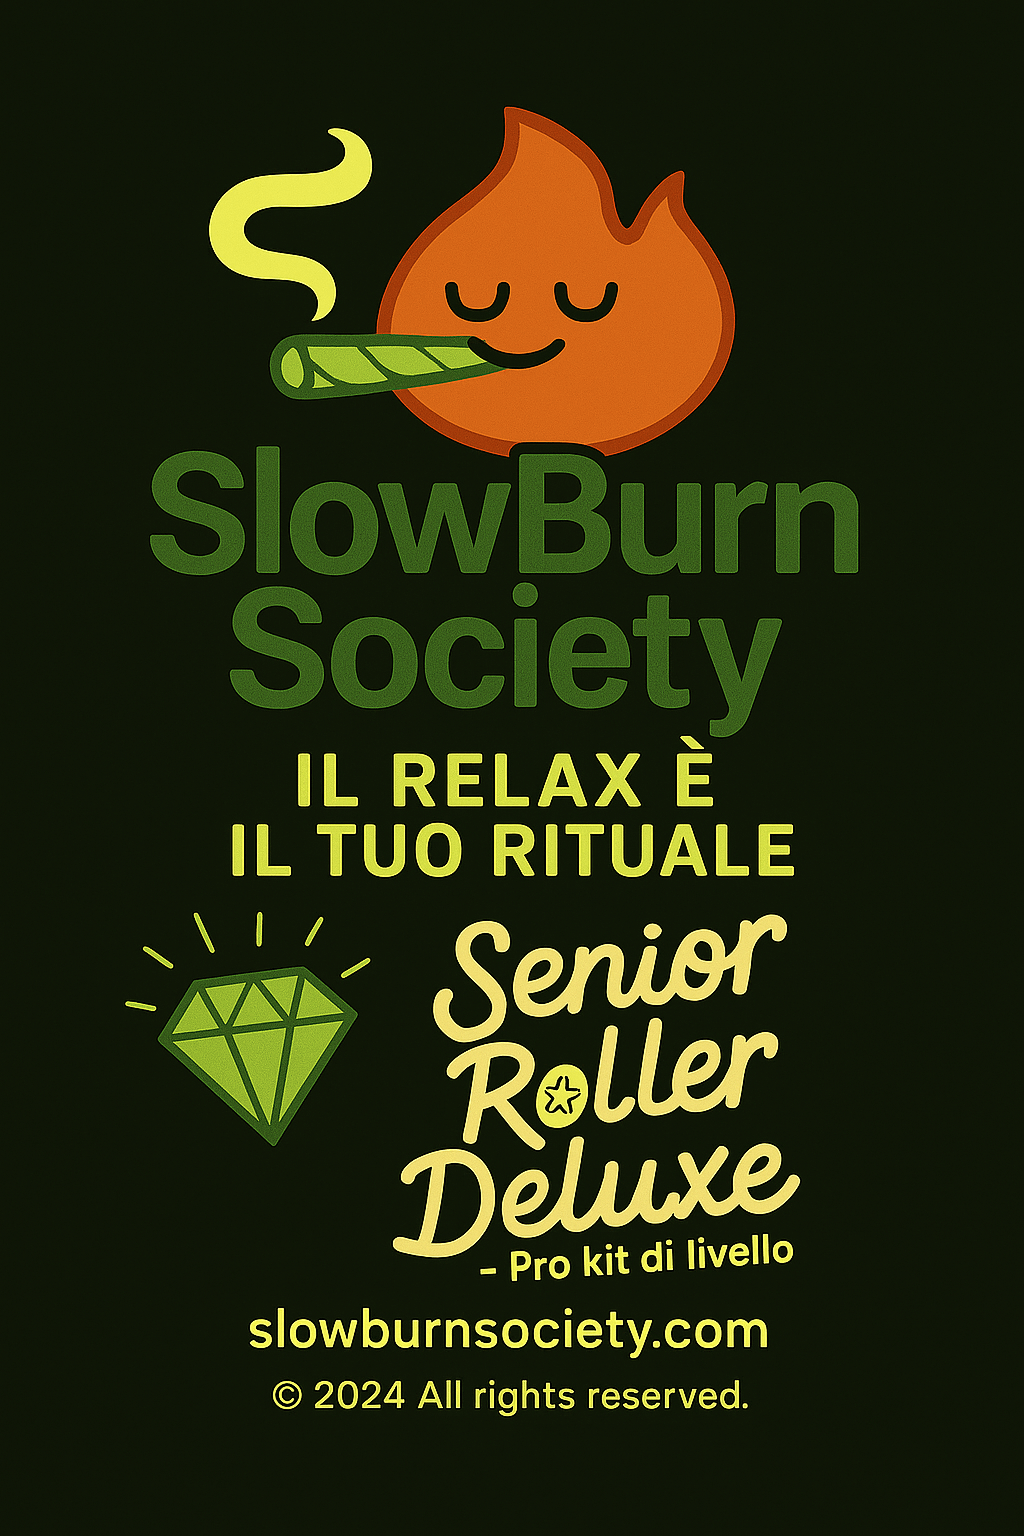 SlowBurn
Society
IL RELAX È
IL TUO RITUALE
Senior
Roller
Deluxe
– Pro kit di livello
slowburnsociety.com
© 2024 All rights reserved.